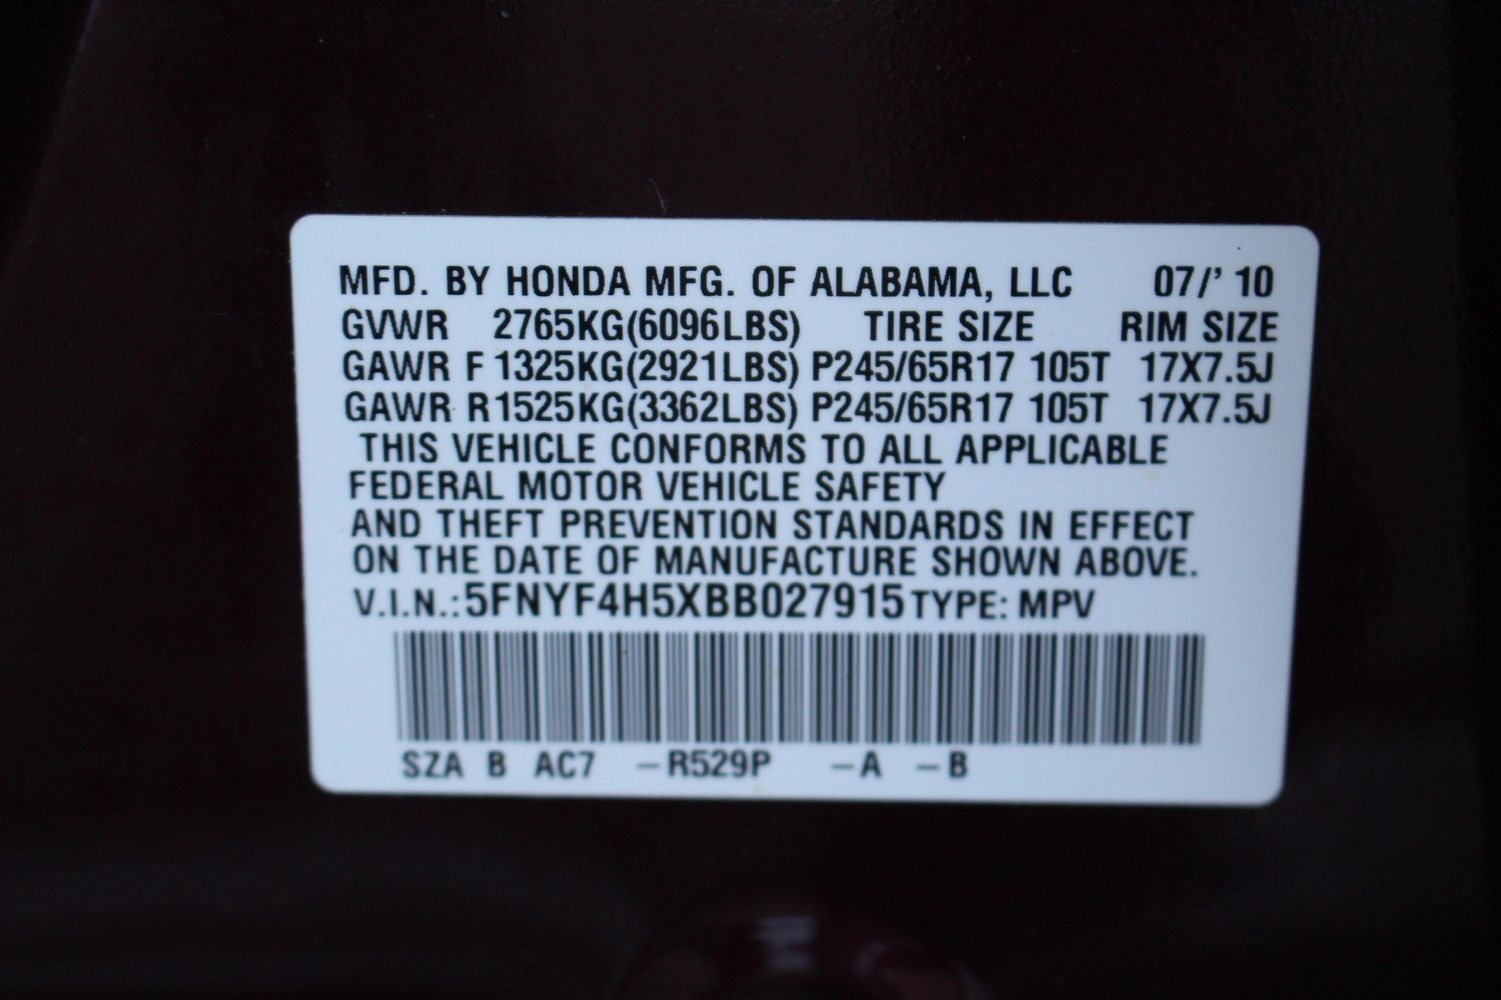 MFD. BY HONDA MFG. OF ALABAMA, LLC 07/' 10
GVWR 2765KG(6096LBS) TIRE SIZE RIM SIZE
GAWR F 1325KG(2921LBS) P245/65R17 105T 17X7.5J
GAWR R1525KG(3362LBS) P245/65R17 105T 17X7.5J
THIS VEHICLE CONFORMS TO ALL APPLICABLE
FEDERAL MOTOR VEHICLE SAFETY
AND THEFT PREVENTION STANDARDS IN EFFECT
ON THE DATE OF MANUFACTURE SHOWN ABOVE.
V.I.N.:5FNYF4H5XBB027915 TYPE: MPV
SZA B AC7 –R529P –A –B